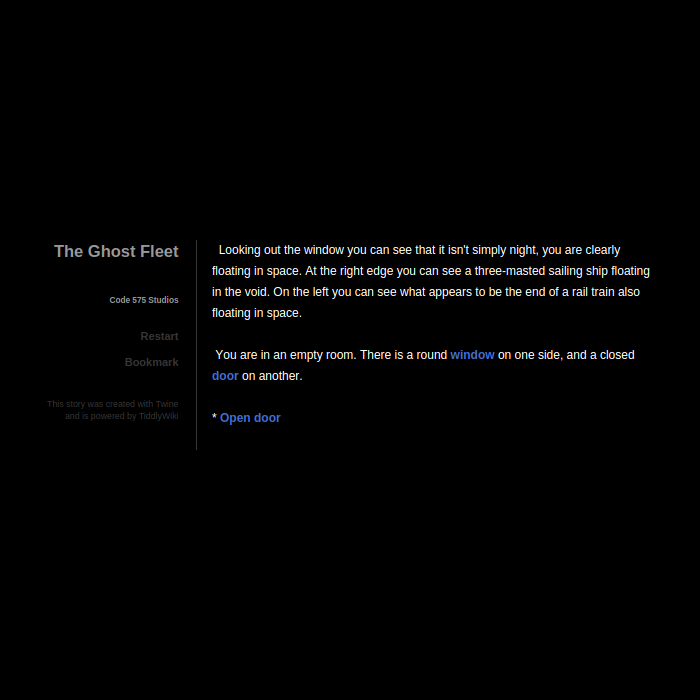 The Ghost Fleet
Code 575 Studios
Restart
Bookmark
This story was created with Twine
and is powered by TiddlyWiki
Looking out the window you can see that it isn't simply night, you are clearly
floating in space. At the right edge you can see a three-masted sailing ship floating
in the void. On the left you can see what appears to be the end of a rail train also
floating in space.
You are in an empty room. There is a round window on one side, and a closed
door on another.
* Open door